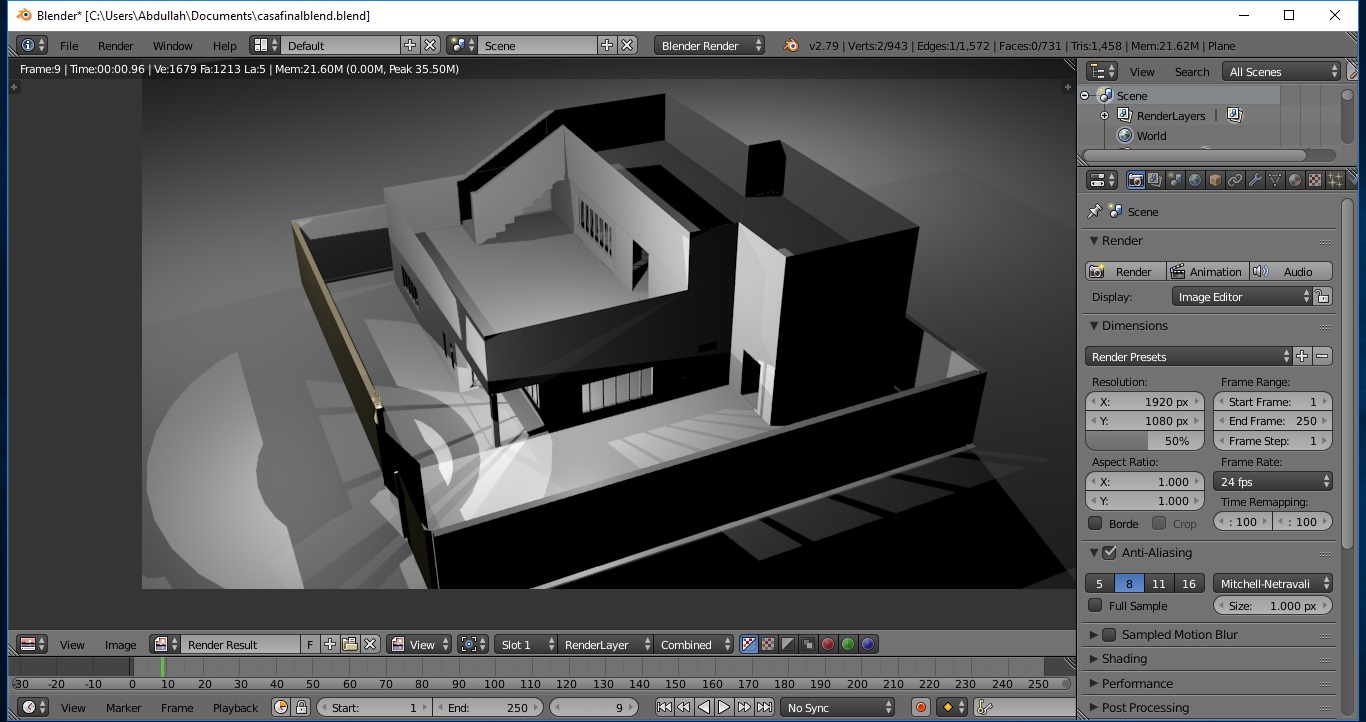 Blender* [C:\Users\Abdullah\Documents\casafinalblend.blend]
File Render Window Help Default Scene Blender Render v2.79 | Verts:2/943 | Edges:1/1,572 | Faces:0/731 | Tris:1,458 | Mem:21.62M | Plane
Frame:9 | Time:00:00.96 | Ve:1679 Fa:1213 La:5 | Mem:21.60M (0.00M, Peak 35.50M)
View Search All Scenes
Scene
RenderLayers |
World
Scene
Render
Render Animation Audio
Display: Image Editor
Dimensions
Render Presets
Resolution: Frame Range:
X: 1920 px Start Frame: 1
Y: 1080 px End Frame: 250
50% Frame Step: 1
Aspect Ratio: Frame Rate:
X: 1.000 24 fps
Y: 1.000 Time Remapping:
Borde Crop : 100 : 100
Anti-Aliasing
5 8 11 16 Mitchell-Netravali
Full Sample Size: 1.000 px
Sampled Motion Blur
Shading
Performance
Post Processing
View Image Render Result F View Slot 1 RenderLayer Combined
-30 -20 -10 0 10 20 30 40 50 60 70 80 90 100 110 120 130 140 150 160 170 180 190 200 210 220 230 240 250
View Marker Frame Playback Start: 1 End: 250 9 No Sync